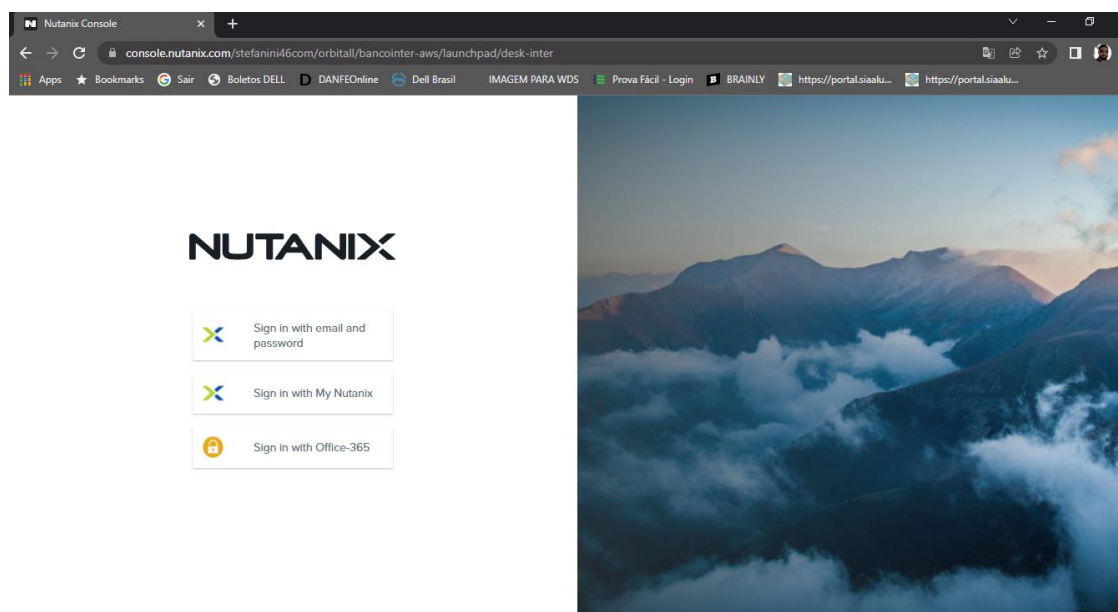 Nutanix Console
console.nutanix.com/stefanini46com/orbitall/bancointer-aws/launchpad/desk-inter
Apps Bookmarks Sair Boletos DELL DANFEOnline Dell Brasil IMAGEM PARA WDS Prova Fácil - Login BRAINLY https://portal.siaalu... https://portal.siaalu...
NUTANIX
Sign in with email and
password
Sign in with My Nutanix
Sign in with Office-365